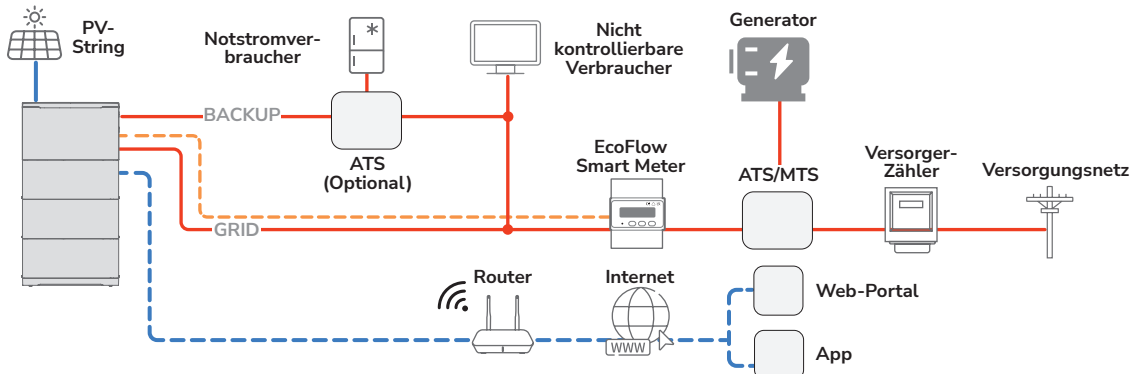 PV-
String
Notstromver-
braucher
Nicht
kontrollierbare
Verbraucher
Generator
BACKUP
ATS
(Optional)
EcoFlow
Smart Meter
ATS/MTS
Versorger-
Zähler
Versorgungsnetz
GRID
Router
Internet
WWW
Web-Portal
App